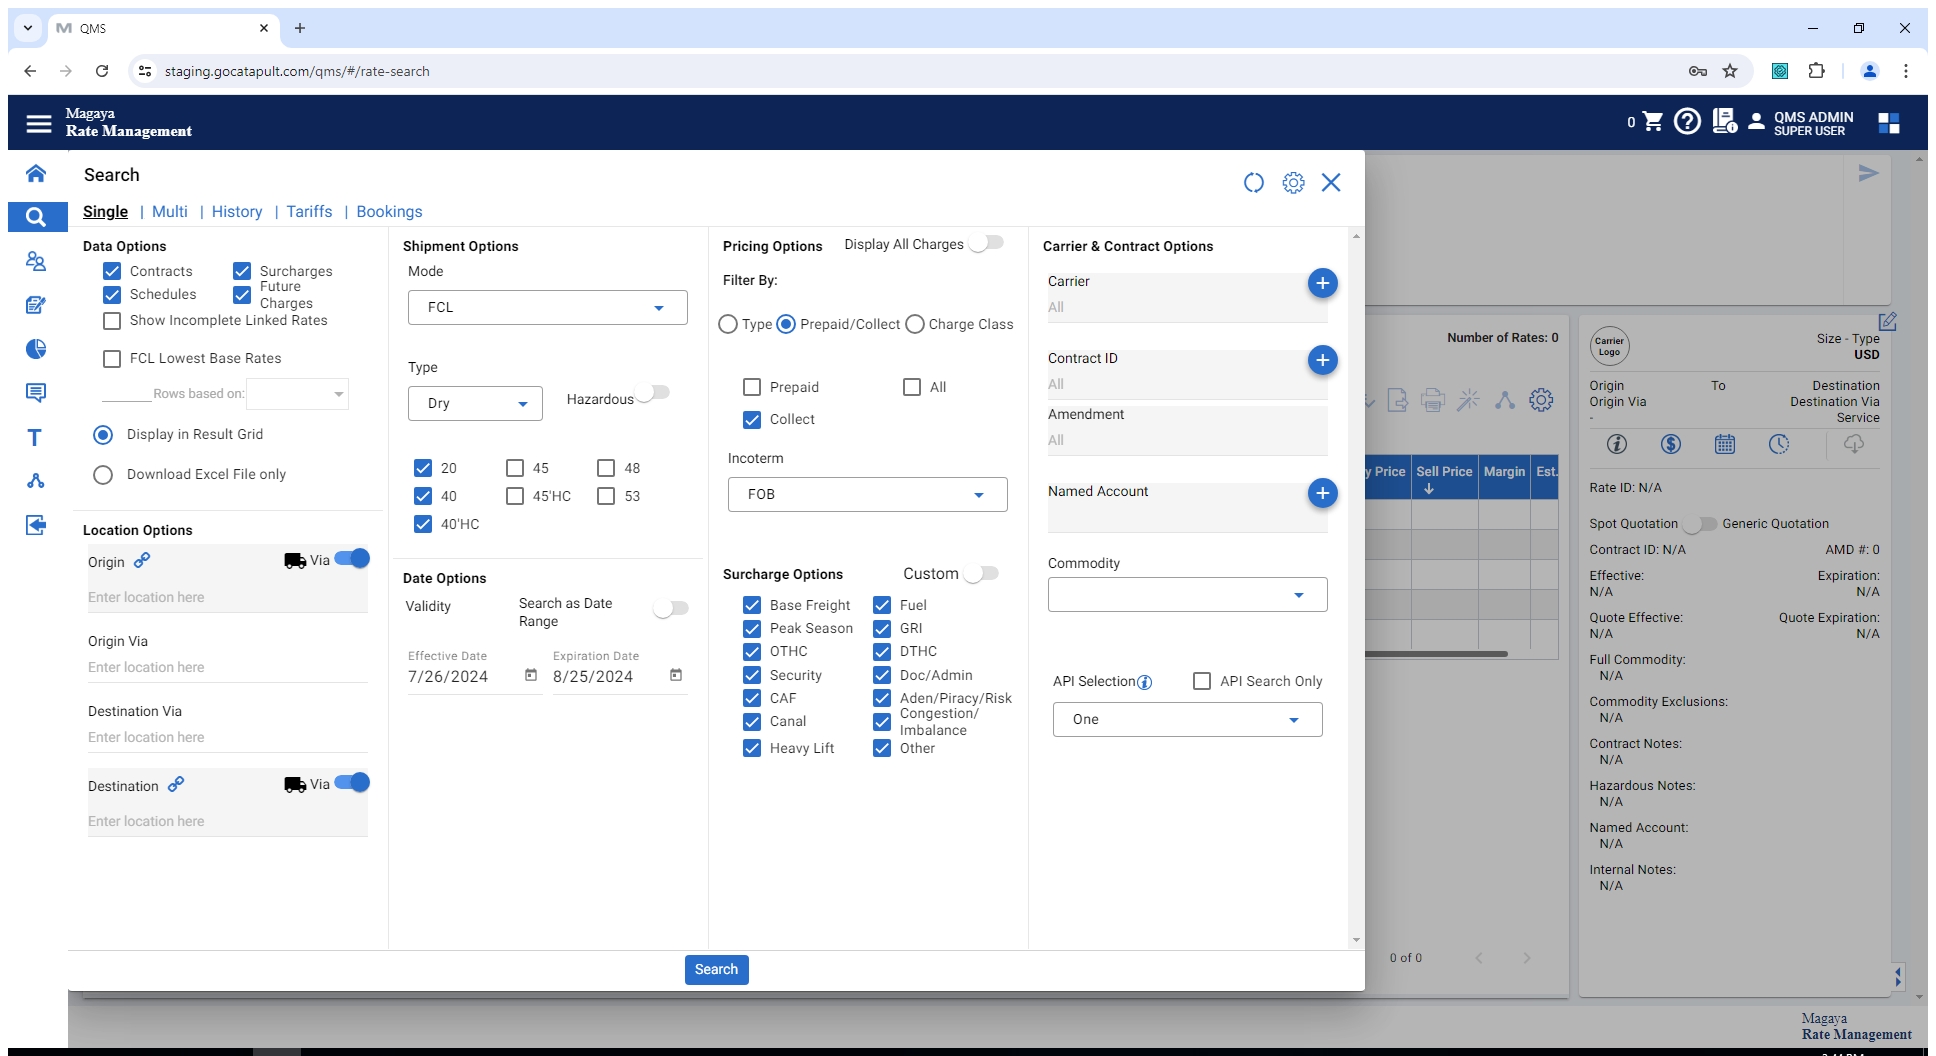 QMS
staging.gocatapult.com/qms/#/rate-search
Magaya
Rate Management
0
QMS ADMIN
SUPER USER
Search
Single | Multi | History | Tariffs | Bookings
Data Options
Contracts
Surcharges
Schedules
Future Charges
Show Incomplete Linked Rates
FCL Lowest Base Rates
Rows based on:
Display in Result Grid
Download Excel File only
Location Options
Origin
Via
Enter location here
Origin Via
Enter location here
Destination Via
Enter location here
Destination
Via
Enter location here
Shipment Options
Mode
FCL
Type
Dry
Hazardous
20
45
48
40
45'HC
53
40'HC
Date Options
Validity
Search as Date
Range
Effective Date
7/26/2024
Expiration Date
8/25/2024
Pricing Options
Display All Charges
Filter By:
Type
Prepaid/Collect
Charge Class
Prepaid
All
Collect
Incoterm
FOB
Surcharge Options
Custom
Base Freight
Fuel
Peak Season
GRI
OTHC
DTHC
Security
Doc/Admin
CAF
Aden/Piracy/Risk
Canal
Congestion/
Imbalance
Heavy Lift
Other
Carrier & Contract Options
Carrier
All
Contract ID
All
Amendment
All
Named Account
Commodity
API Selection
API Search Only
One
Search
Number of Rates: 0
y Price
Sell Price
Margin
Est.
0 of 0
Carrier
Logo
Size - Type
USD
Origin
To
Destination
Origin Via
Destination Via
-
Service
Rate ID: N/A
Spot Quotation
Generic Quotation
Contract ID: N/A
AMD #: 0
Effective:
N/A
Expiration:
N/A
Quote Effective:
N/A
Quote Expiration:
N/A
Full Commodity:
N/A
Commodity Exclusions:
N/A
Contract Notes:
N/A
Hazardous Notes:
N/A
Named Account:
N/A
Internal Notes:
N/A
Magaya
Rate Management